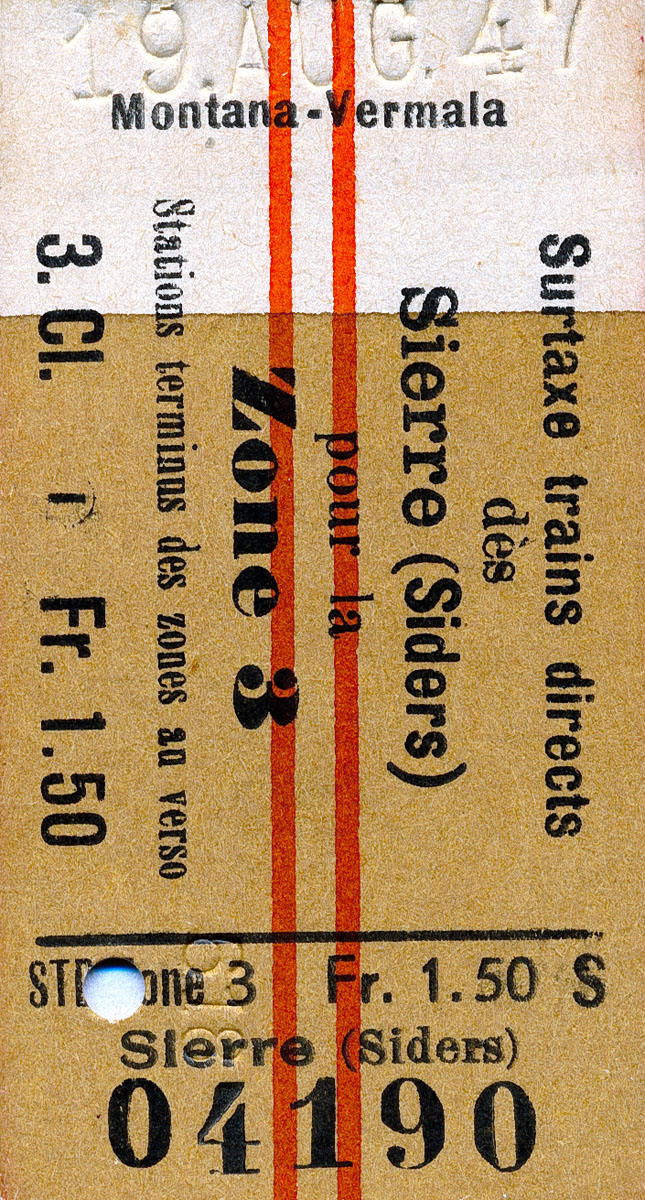 19. AUG. 47
Montana-Vermala
Surtaxe trains directs
dès
Sierre (Siders)
pour la
Zone 3
Stations terminus des zones au verso
3. Cl. Fr. 1.50
Zone 3 Fr. 1.50 S
Sierre (Siders)
04190